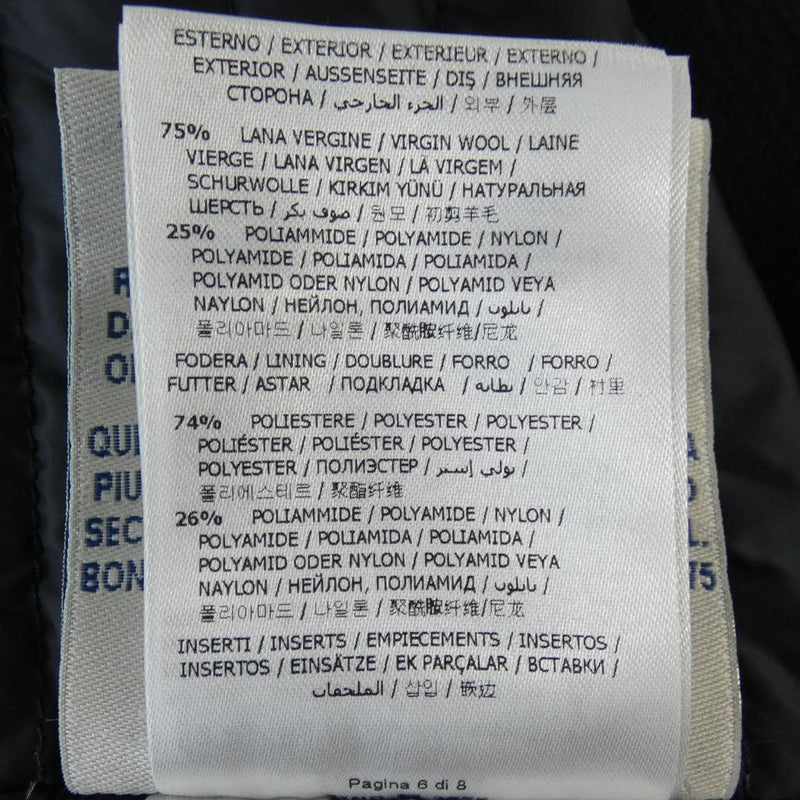 ESTERNO / EXTERIOR / EXTERIEUR / EXTERNO /
EXTERIOR / AUSSENSEITE / DIŞ / ВНЕШНЯЯ
СТОРОНА / الجزء الخارجي / 외부 / 外层
75% LANA VERGINE / VIRGIN WOOL / LAINE
VIERGE / LANA VIRGEN / LÃ VIRGEM /
SCHURWOLLE / KIRKIM YÜNÜ / НАТУРАЛЬНАЯ
ШЕРСТЬ / صوف بكر / 원모 / 初剪羊毛
25% POLIAMMIDE / POLYAMIDE / NYLON /
POLYAMIDE / POLIAMIDA / POLIAMIDA /
POLYAMID ODER NYLON / POLYAMID VEYA
NAYLON / НЕЙЛОН, ПОЛИАМИД / نايلون /
폴리아마드 / 나일론 / 聚酰胺纤维/尼龙
FODERA / LINING / DOUBLURE / FORRO / FORRO /
FUTTER / ASTAR / ПОДКЛАДКА / بطانه / 안감 / 村里
74% POLIESTERE / POLYESTER / POLYESTER /
POLIÉSTER / POLIÉSTER / POLYESTER /
POLYESTER / ПОЛИЭСТЕР / بولي إستر /
폴리에스테르 / 聚酯纤维
26% POLIAMMIDE / POLYAMIDE / NYLON /
POLYAMIDE / POLIAMIDA / POLIAMIDA /
POLYAMID ODER NYLON / POLYAMID VEYA
NAYLON / НЕЙЛОН, ПОЛИАМИД / نايلون /
폴리아마드 / 나일론 / 聚酰胺纤维/尼龙
INSERTI / INSERTS / EMPIECEMENTS / INSERTOS /
INSERTOS / EINSÄTZE / EK PARÇALAR / ВСТАВКИ /
الملحقات / 삽입 / 嵌边
Pagina 6 di 8